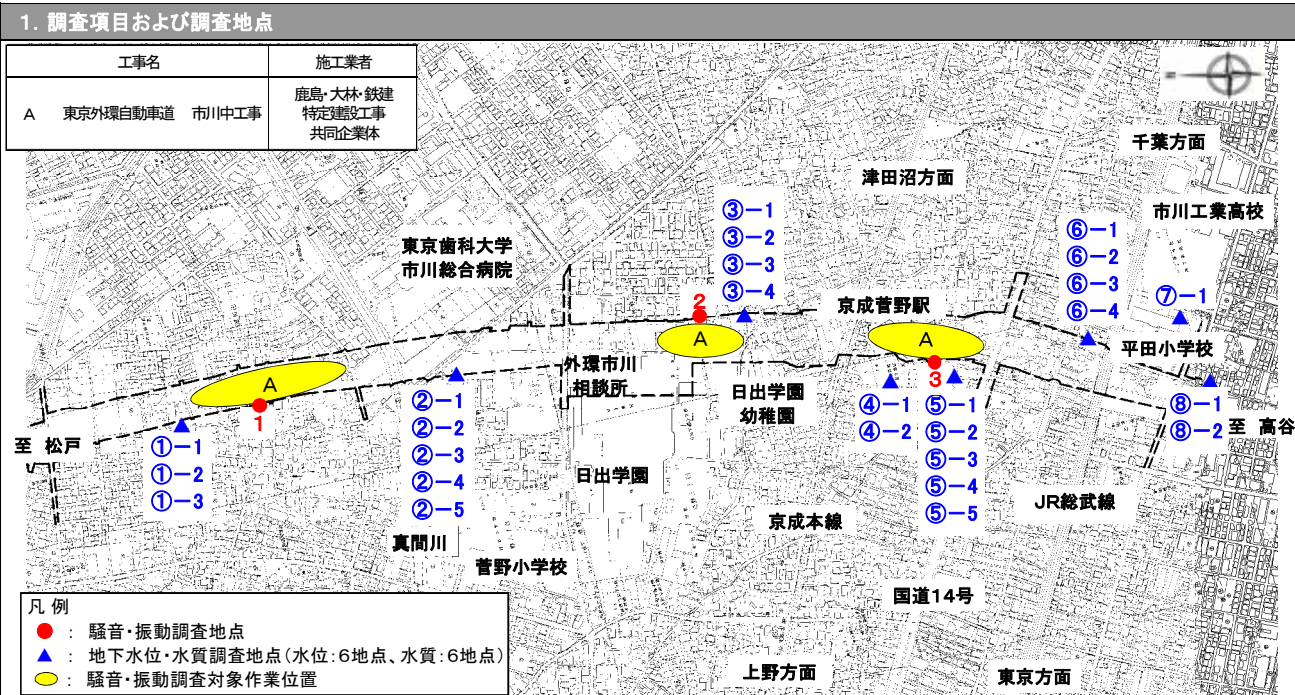 1. 調査項目および調査地点
工事名 施工業者
A 東京外環自動車道 市川中工事 鹿島・大林・鉄建
特定建設工事
共同企業体
千葉方面
津田沼方面
市川工業高校
東京歯科大学
市川総合病院
③－1
③－2
③－3
③－4
⑥－1
⑥－2
⑥－3
⑥－4
⑦－1
京成菅野駅
2
A
A
A
平田小学校
外環市川
相談所
3
1
日出学園
幼稚園
至 松戸
①－1
①－2
①－3
②－1
②－2
②－3
②－4
②－5
④－1
④－2
⑤－1
⑤－2
⑤－3
⑤－4
⑤－5
⑧－1
⑧－2
至 高谷
日出学園
JR総武線
京成本線
真間川
菅野小学校
国道14号
上野方面
東京方面
凡 例
● ： 騒音・振動調査地点
▲ ： 地下水位・水質調査地点(水位：6地点、水質：6地点)
： 騒音・振動調査対象作業位置